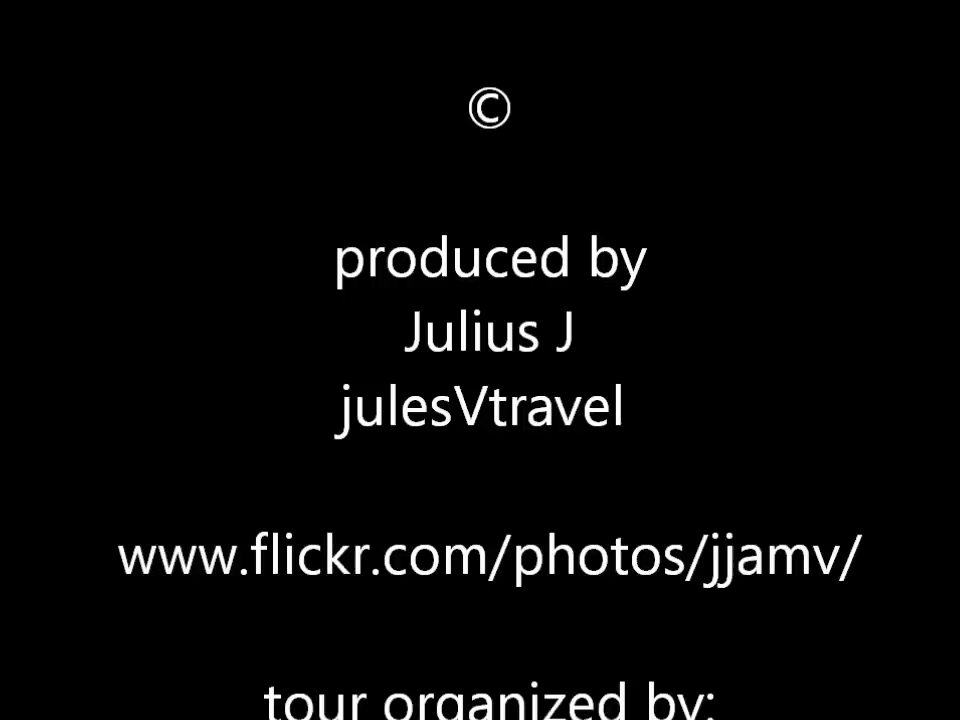 ©
produced by
Julius J
julesVtravel
www.flickr.com/photos/jjamv/
tour organized by: